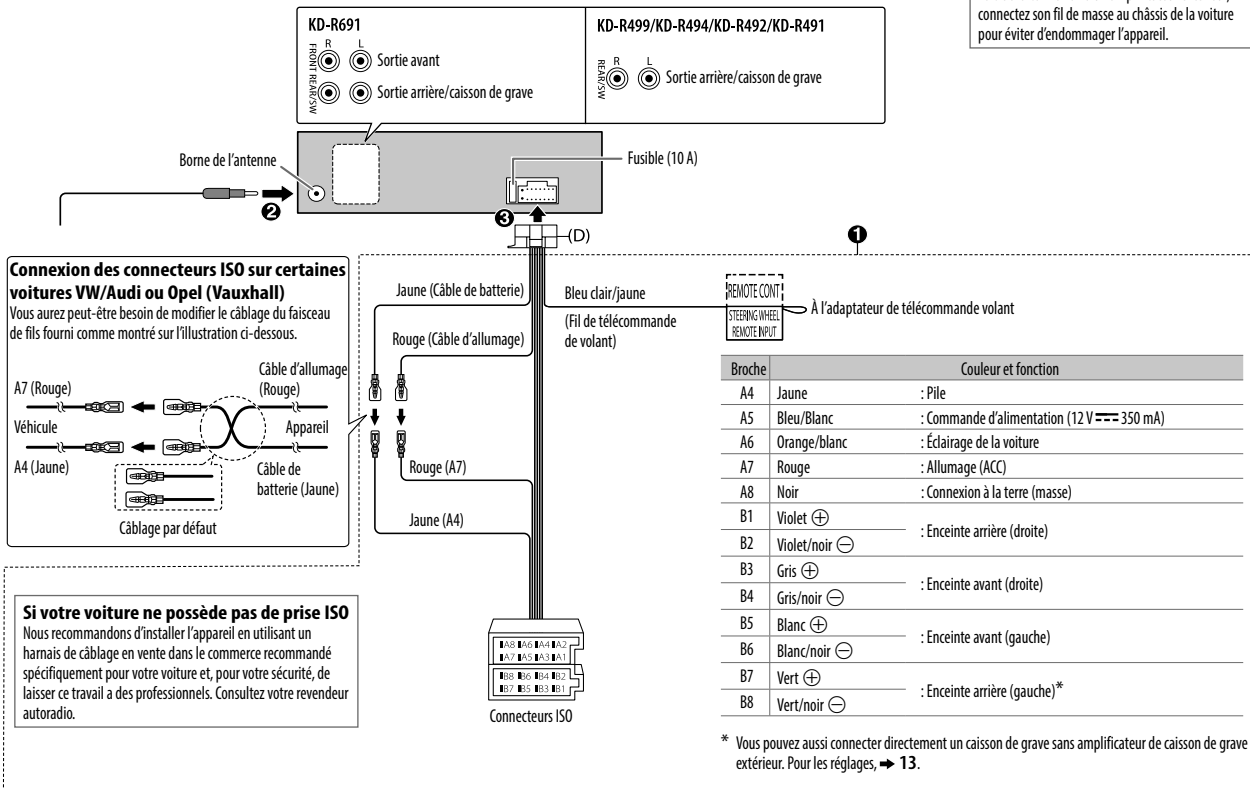 connectez son fil de masse au châssis de la voiture
pour éviter d'endommager l'appareil.
KD-R691
R L
FRONT
Sortie avant
REAR/SW
Sortie arrière/caisson de grave
KD-R499/KD-R494/KD-R492/KD-R491
R L
REAR/SW
Sortie arrière/caisson de grave
Borne de l'antenne
Fusible (10 A)
2
3
(D)
1
Connexion des connecteurs ISO sur certaines
voitures VW/Audi ou Opel (Vauxhall)
Vous aurez peut-être besoin de modifier le câblage du faisceau
de fils fourni comme montré sur l'illustration ci-dessous.
A7 (Rouge)
Câble d'allumage
(Rouge)
Véhicule
Appareil
A4 (Jaune)
Câble de
batterie (Jaune)
Câblage par défaut
Jaune (Câble de batterie)
Rouge (Câble d'allumage)
Bleu clair/jaune
(Fil de télécommande
de volant)
REMOTE CONT
STEERING WHEEL
REMOTE INPUT
À l'adaptateur de télécommande volant
Rouge (A7)
Jaune (A4)
Si votre voiture ne possède pas de prise ISO
Nous recommandons d'installer l'appareil en utilisant un
harnais de câblage en vente dans le commerce recommandé
spécifiquement pour votre voiture et, pour votre sécurité, de
laisser ce travail a des professionnels. Consultez votre revendeur
autoradio.
A8 A6 A4 A2
A7 A5 A3 A1
B8 B6 B4 B2
B7 B5 B3 B1
Connecteurs ISO
Broche Couleur et fonction
A4 Jaune : Pile
A5 Bleu/Blanc : Commande d'alimentation (12 V ⎓ 350 mA)
A6 Orange/blanc : Éclairage de la voiture
A7 Rouge : Allumage (ACC)
A8 Noir : Connexion à la terre (masse)
B1 Violet ⊕
: Enceinte arrière (droite)
B2 Violet/noir ⊖
B3 Gris ⊕
: Enceinte avant (droite)
B4 Gris/noir ⊖
B5 Blanc ⊕
: Enceinte avant (gauche)
B6 Blanc/noir ⊖
B7 Vert ⊕
: Enceinte arrière (gauche)*
B8 Vert/noir ⊖
* Vous pouvez aussi connecter directement un caisson de grave sans amplificateur de caisson de grave
extérieur. Pour les réglages, ➜ 13.